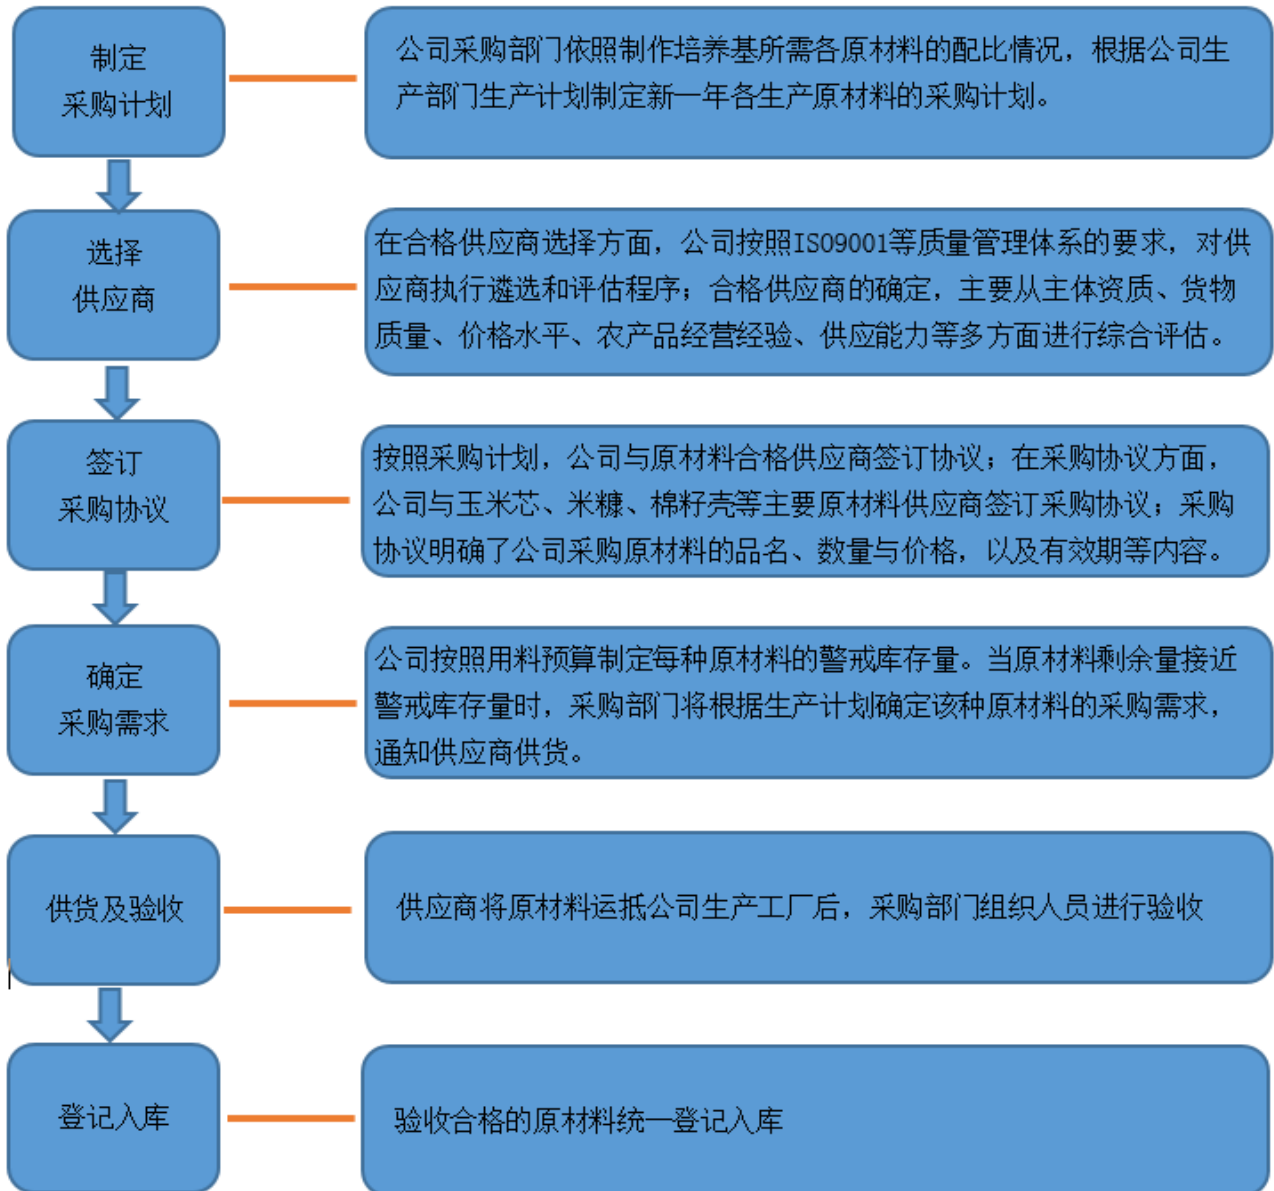 制定
采购计划
公司采购部门依照制作培养基所需各原材料的配比情况，根据公司生
产部门生产计划制定新一年各生产原材料的采购计划。
选择
供应商
在合格供应商选择方面，公司按照ISO9001等质量管理体系的要求，对供
应商执行遴选和评估程序；合格供应商的确定，主要从主体资质、货物
质量、价格水平、农产品经营经验、供应能力等多方面进行综合评估。
签订
采购协议
按照采购计划，公司与原材料合格供应商签订协议；在采购协议方面，
公司与玉米芯、米糠、棉籽壳等主要原材料供应商签订采购协议；采购
协议明确了公司采购原材料的品名、数量与价格，以及有效期等内容。
确定
采购需求
公司按照用料预算制定每种原材料的警戒库存量。当原材料剩余量接近
警戒库存量时，采购部门将根据生产计划确定该种原材料的采购需求，
通知供应商供货。
供货及验收
供应商将原材料运抵公司生产工厂后，采购部门组织人员进行验收
登记入库
验收合格的原材料统一登记入库